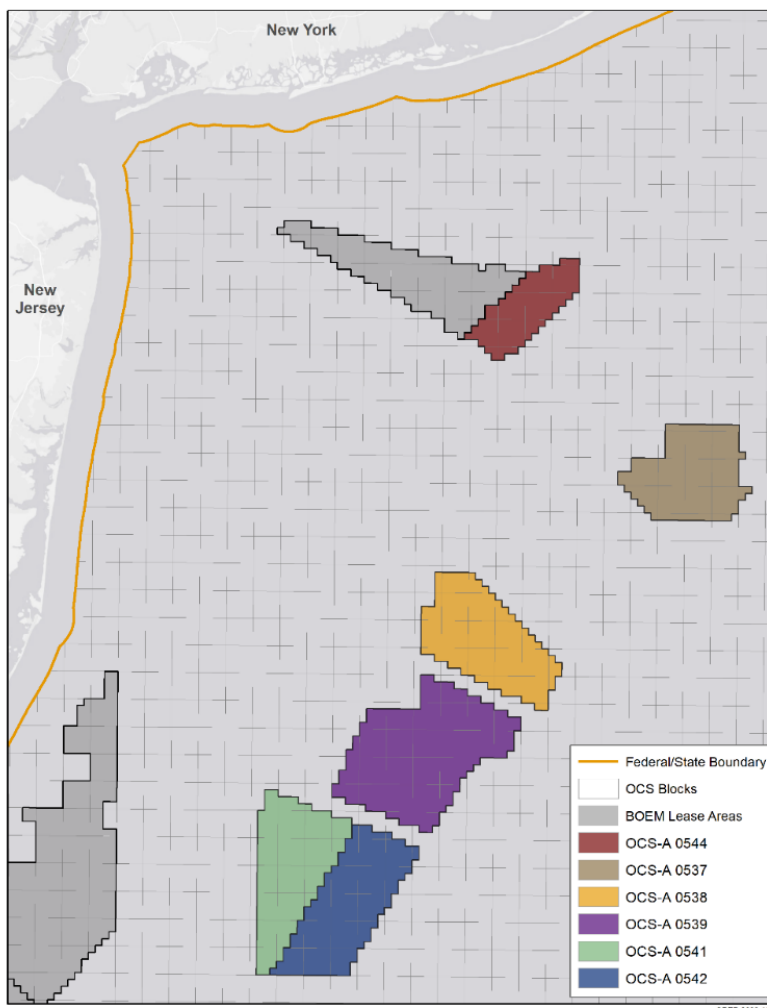 New York
New
Jersey
Federal/State Boundary
OCS Blocks
BOEM Lease Areas
OCS-A 0544
OCS-A 0537
OCS-A 0538
OCS-A 0539
OCS-A 0541
OCS-A 0542